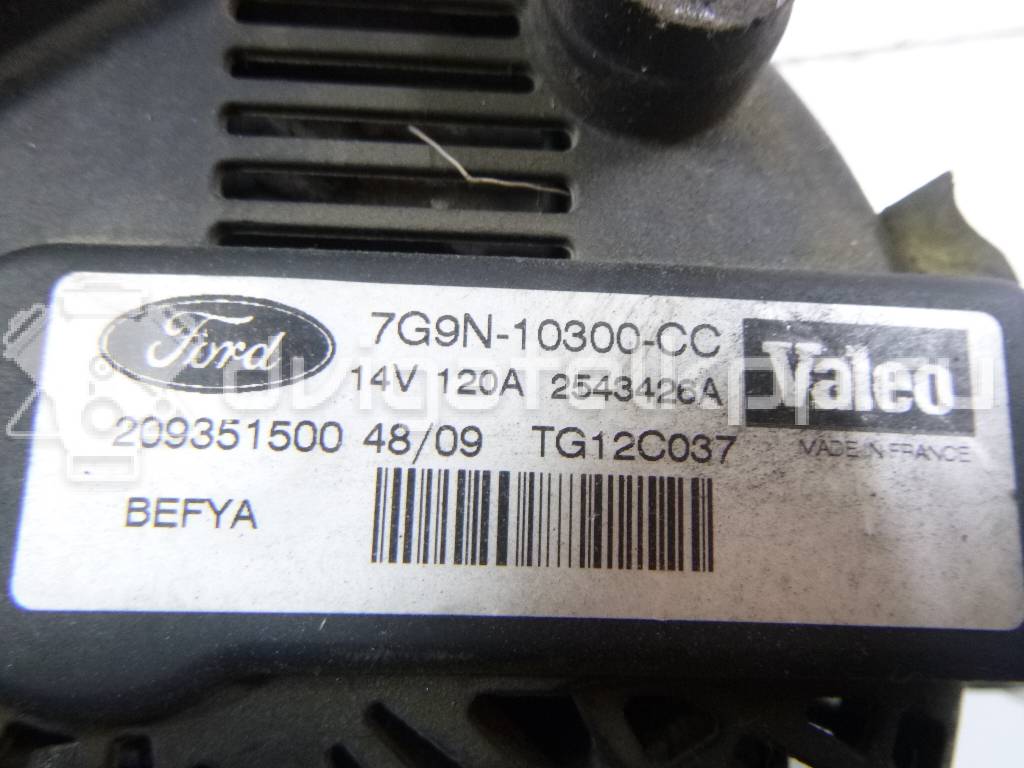 Ford
7G9N-10300-CC
14V 120A 2543426A
Valeo
MADE IN FRANCE
209351500 48/09 TG12C037
BEFYA